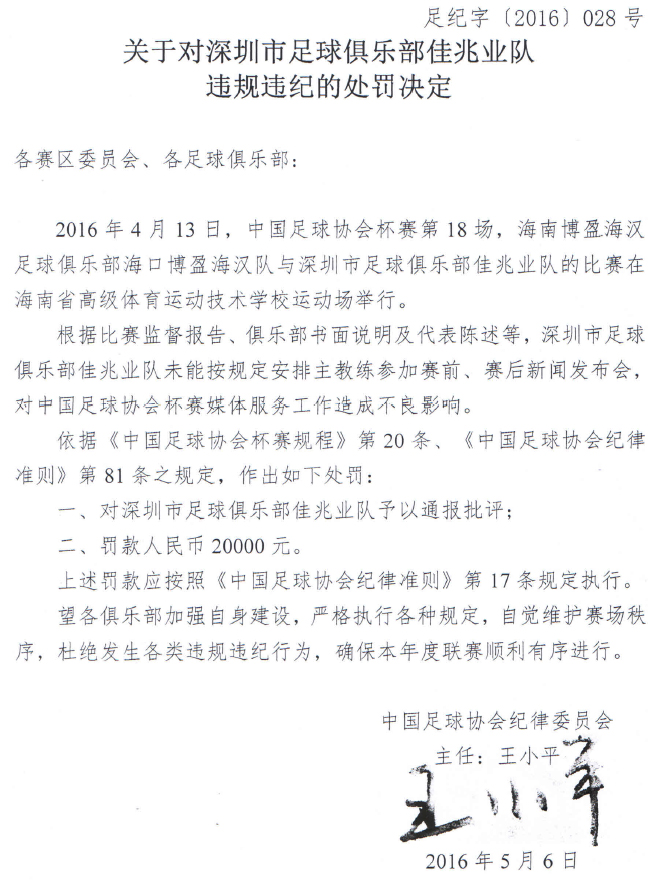 足纪字〔2016〕028 号
关于对深圳市足球俱乐部佳兆业队
违规违纪的处罚决定
各赛区委员会、各足球俱乐部：
2016 年 4 月 13 日，中国足球协会杯赛第 18 场，海南博盈海汉
足球俱乐部海口博盈海汉队与深圳市足球俱乐部佳兆业队的比赛在
海南省高级体育运动技术学校运动场举行。
根据比赛监督报告、俱乐部书面说明及代表陈述等，深圳市足球
俱乐部佳兆业队未能按规定安排主教练参加赛前、赛后新闻发布会，
对中国足球协会杯赛媒体服务工作造成不良影响。
依据《中国足球协会杯赛规程》第 20 条、《中国足球协会纪律
准则》第 81 条之规定，作出如下处罚：
一、对深圳市足球俱乐部佳兆业队予以通报批评；
二、罚款人民币 20000 元。
上述罚款应按照《中国足球协会纪律准则》第 17 条规定执行。
望各俱乐部加强自身建设，严格执行各种规定，自觉维护赛场秩
序，杜绝发生各类违规违纪行为，确保本年度联赛顺利有序进行。
中国足球协会纪律委员会
主任：王小平
王小平
2016 年 5 月 6 日